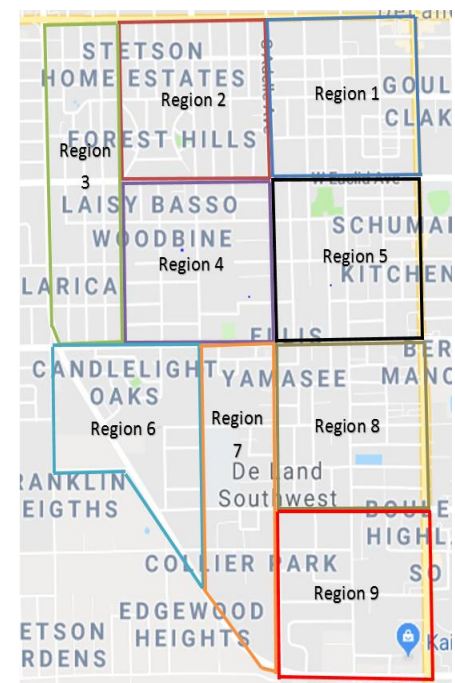 DeLand
STETSON
HOME ESTATES
Region 2
Region 1
GOUL
CLAK
FOREST HILLS
Region
3
W Euclid Ave
LAISY BASSO
WOODBINE
SCHUMA
Region 4
Region 5
KITCHEN
LARICA
ELLIS
BER
MANO
CANDLELIGHT
OAKS
YAMASEE
Region 6
Region
7
Region 8
De Land
Southwest
RANKLIN
EIGTHS
BOULE
HIGHL
COLLIER PARK
SO
Region 9
EDGEWOOD
HEIGHTS
ETSON
RDENS
Kai